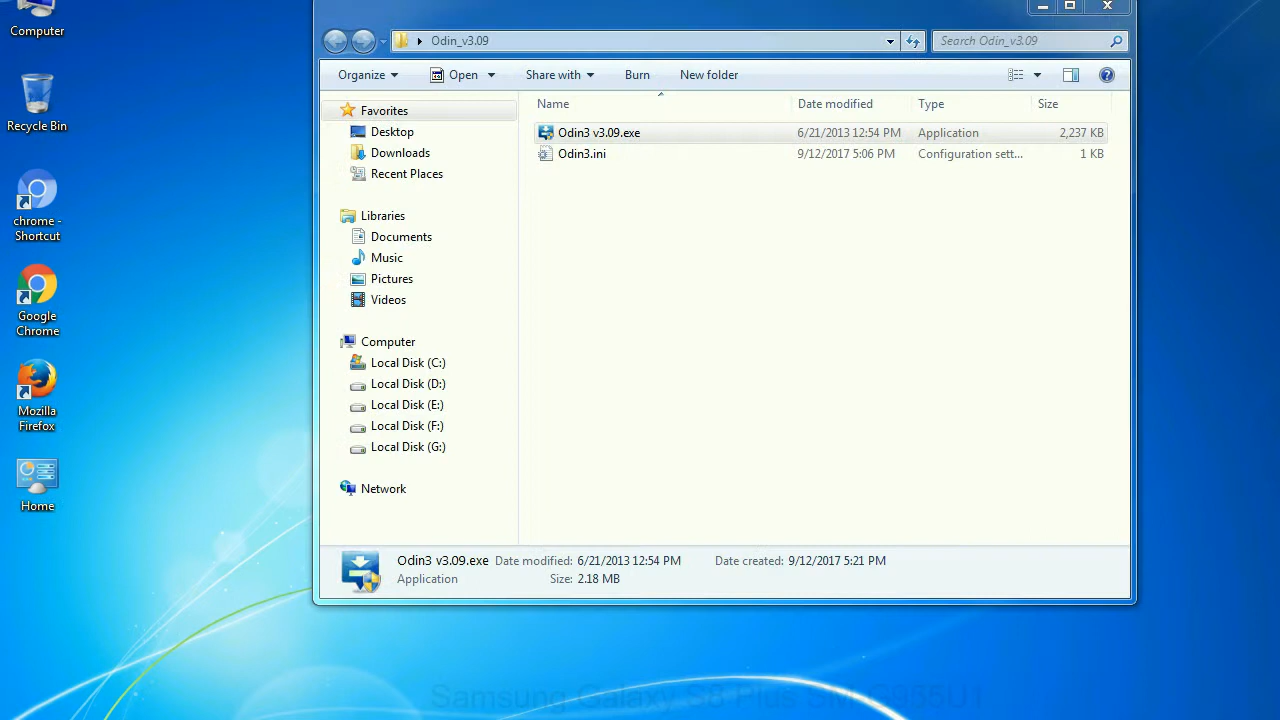 Computer
Recycle Bin
chrome -
Shortcut
Google
Chrome
Mozilla
Firefox
Home
Odin_v3.09
Search Odin_v3.09
Organize
Open
Share with
Burn
New folder
Favorites
Desktop
Downloads
Recent Places
Libraries
Documents
Music
Pictures
Videos
Computer
Local Disk (C:)
Local Disk (D:)
Local Disk (E:)
Local Disk (F:)
Local Disk (G:)
Network
Name Date modified Type Size
Odin3 v3.09.exe 6/21/2013 12:54 PM Application 2,237 KB
Odin3.ini 9/12/2017 5:06 PM Configuration sett... 1 KB
Odin3 v3.09.exe Date modified: 6/21/2013 12:54 PM Date created: 9/12/2017 5:21 PM
Application Size: 2.18 MB
Samsung Galaxy S8 Plus SM-G955U1